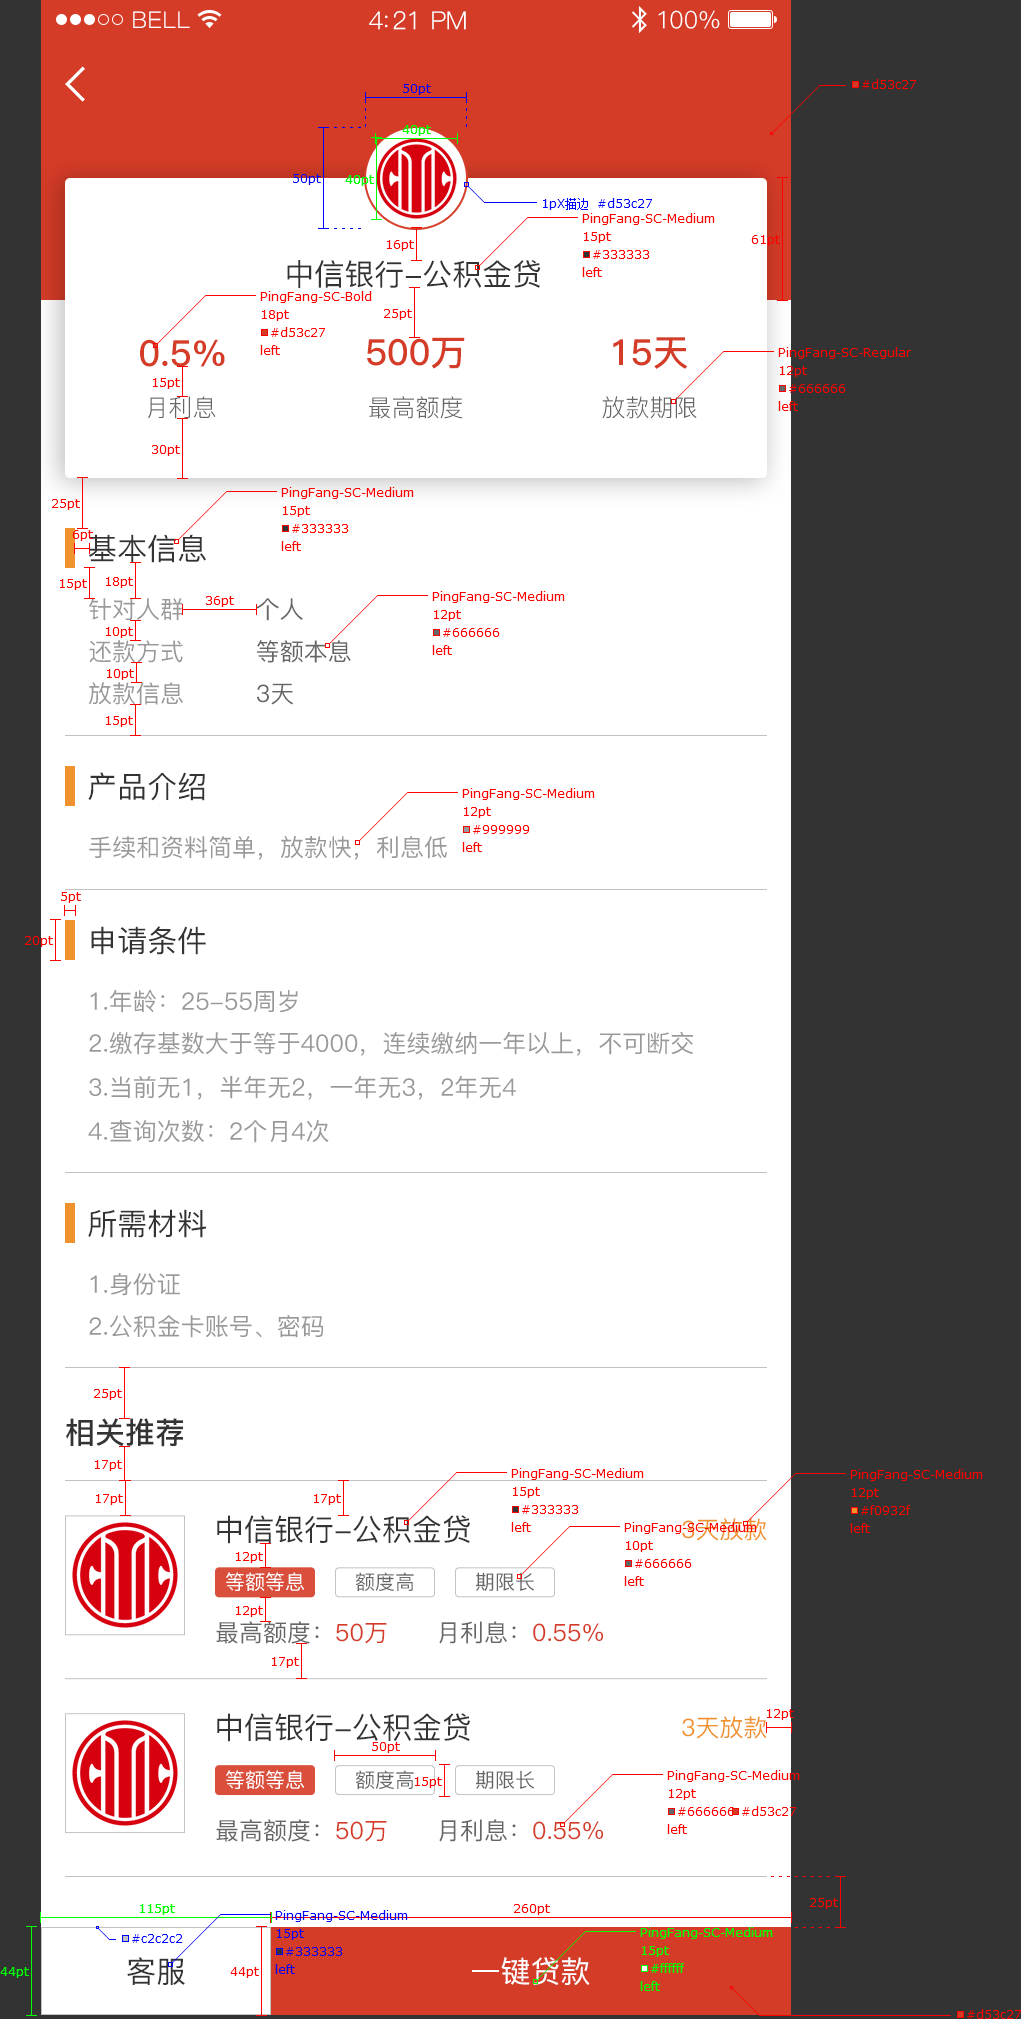 BELL 4:21 PM 100%
#d53c27
50pt
40pt
50pt
40pt
1pX描边 #d53c27
PingFang-SC-Medium
15pt
#333333
left
61pt
16pt
中信银行-公积金贷
PingFang-SC-Bold
18pt
#d53c27
left
25pt
0.5% 500万 15天
PingFang-SC-Regular
12pt
#666666
left
15pt
月利息 最高额度 放款期限
30pt
25pt
PingFang-SC-Medium
15pt
#333333
left
6pt
基本信息
15pt
18pt
36pt
针对人群 个人
PingFang-SC-Medium
12pt
#666666
left
10pt
还款方式 等额本息
10pt
放款信息 3天
15pt
产品介绍
PingFang-SC-Medium
12pt
#999999
left
手续和资料简单，放款快，利息低
5pt
20pt
申请条件
1.年龄：25-55周岁
2.缴存基数大于等于4000，连续缴纳一年以上，不可断交
3.当前无1，半年无2，一年无3，2年无4
4.查询次数：2个月4次
所需材料
1.身份证
2.公积金卡账号、密码
25pt
相关推荐
17pt
17pt
17pt
PingFang-SC-Medium
15pt
#333333
left
PingFang-SC-Medium
12pt
#f0932f
left
中信银行-公积金贷 3天放款
PingFang-SC-Medium
10pt
#666666
left
12pt
等额等息 额度高 期限长
12pt
最高额度：50万 月利息：0.55%
17pt
中信银行-公积金贷 3天放款
12pt
50pt
15pt
等额等息 额度高 期限长
PingFang-SC-Medium
12pt
#666666 #d53c27
left
最高额度：50万 月利息：0.55%
25pt
115pt
260pt
PingFang-SC-Medium
15pt
#333333
left
#c2c2c2
PingFang-SC-Medium
15pt
#ffffff
left
44pt
44pt
客服 一键贷款
#d53c27